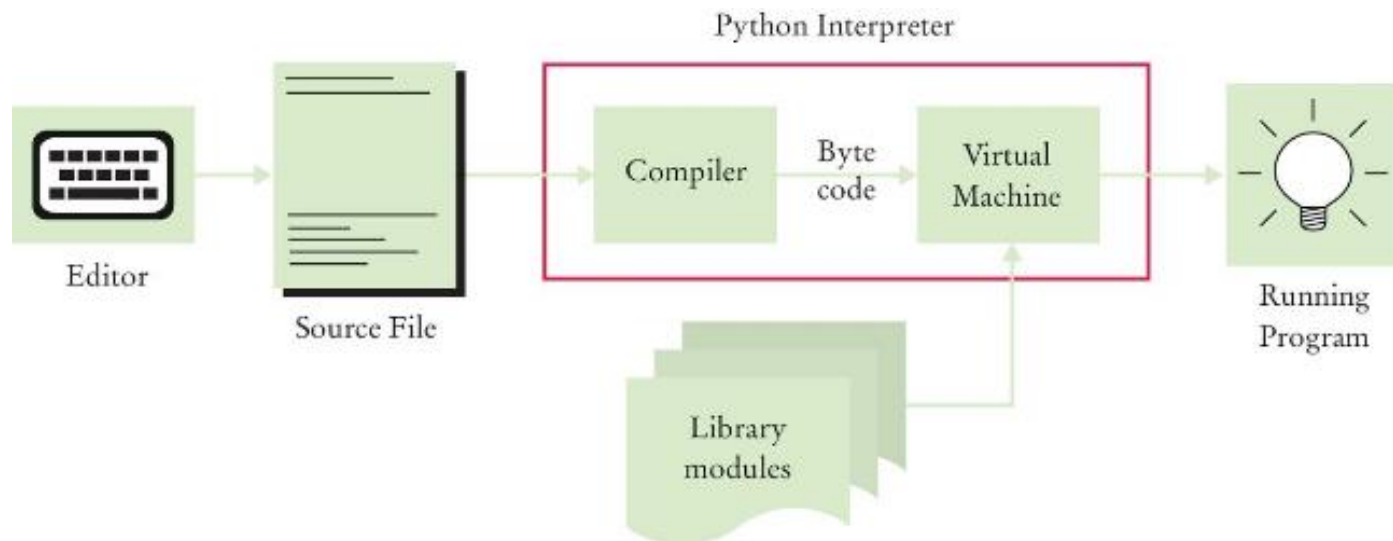 Python Interpreter
Editor
Source File
Compiler
Byte
code
Virtual
Machine
Running
Program
Library
modules